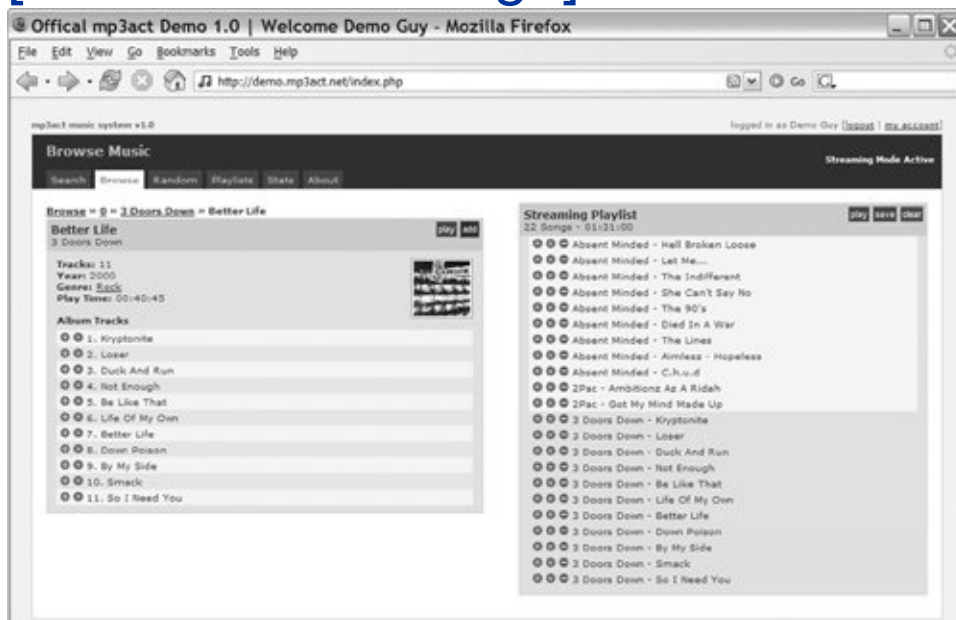 Offical mp3act Demo 1.0 | Welcome Demo Guy - Mozilla Firefox
File Edit View Go Bookmarks Tools Help
http://demo.mp3act.net/index.php Go
mp3act music system v1.0
logged in as Demo Guy [logout | my account]
Browse Music
Streaming Mode Active
Search Browse Random Playlists Stats About
Browse » 0 » 3 Doors Down » Better Life
Better Life play add
3 Doors Down
Tracks: 11
Year: 2000
Genre: Rock
Play Time: 00:40:45
Album Tracks
1. Kryptonite
2. Loser
3. Duck And Run
4. Not Enough
5. Be Like That
6. Life Of My Own
7. Better Life
8. Down Poison
9. By My Side
10. Smack
11. So I Need You
Streaming Playlist play save clear
22 Songs - 01:31:00
Absent Minded - Hell Broken Loose
Absent Minded - Let Me....
Absent Minded - The Indifferent
Absent Minded - She Can't Say No
Absent Minded - The 90's
Absent Minded - Died In A War
Absent Minded - The Lines
Absent Minded - Aimless - Hopeless
Absent Minded - C.h.u.d
2Pac - Ambitionz Az A Ridah
2Pac - Got My Mind Made Up
3 Doors Down - Kryptonite
3 Doors Down - Loser
3 Doors Down - Duck And Run
3 Doors Down - Not Enough
3 Doors Down - Be Like That
3 Doors Down - Life Of My Own
3 Doors Down - Better Life
3 Doors Down - Down Poison
3 Doors Down - By My Side
3 Doors Down - Smack
3 Doors Down - So I Need You